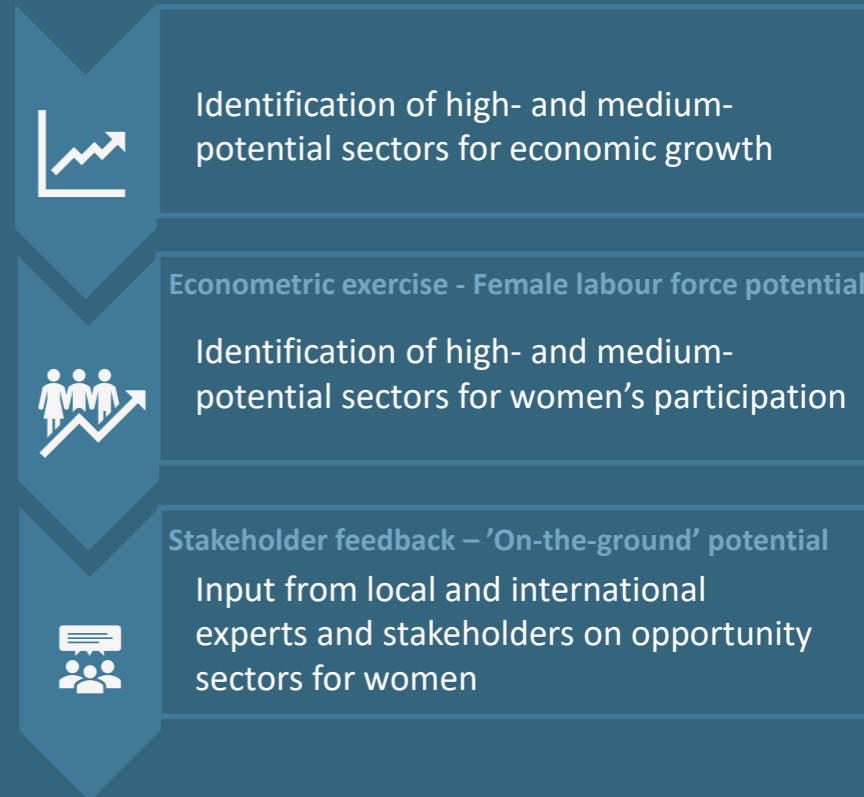 Identification of high- and medium-
potential sectors for economic growth
Econometric exercise - Female labour force potential
Identification of high- and medium-
potential sectors for women’s participation
Stakeholder feedback – ’On-the-ground’ potential
Input from local and international
experts and stakeholders on opportunity
sectors for women